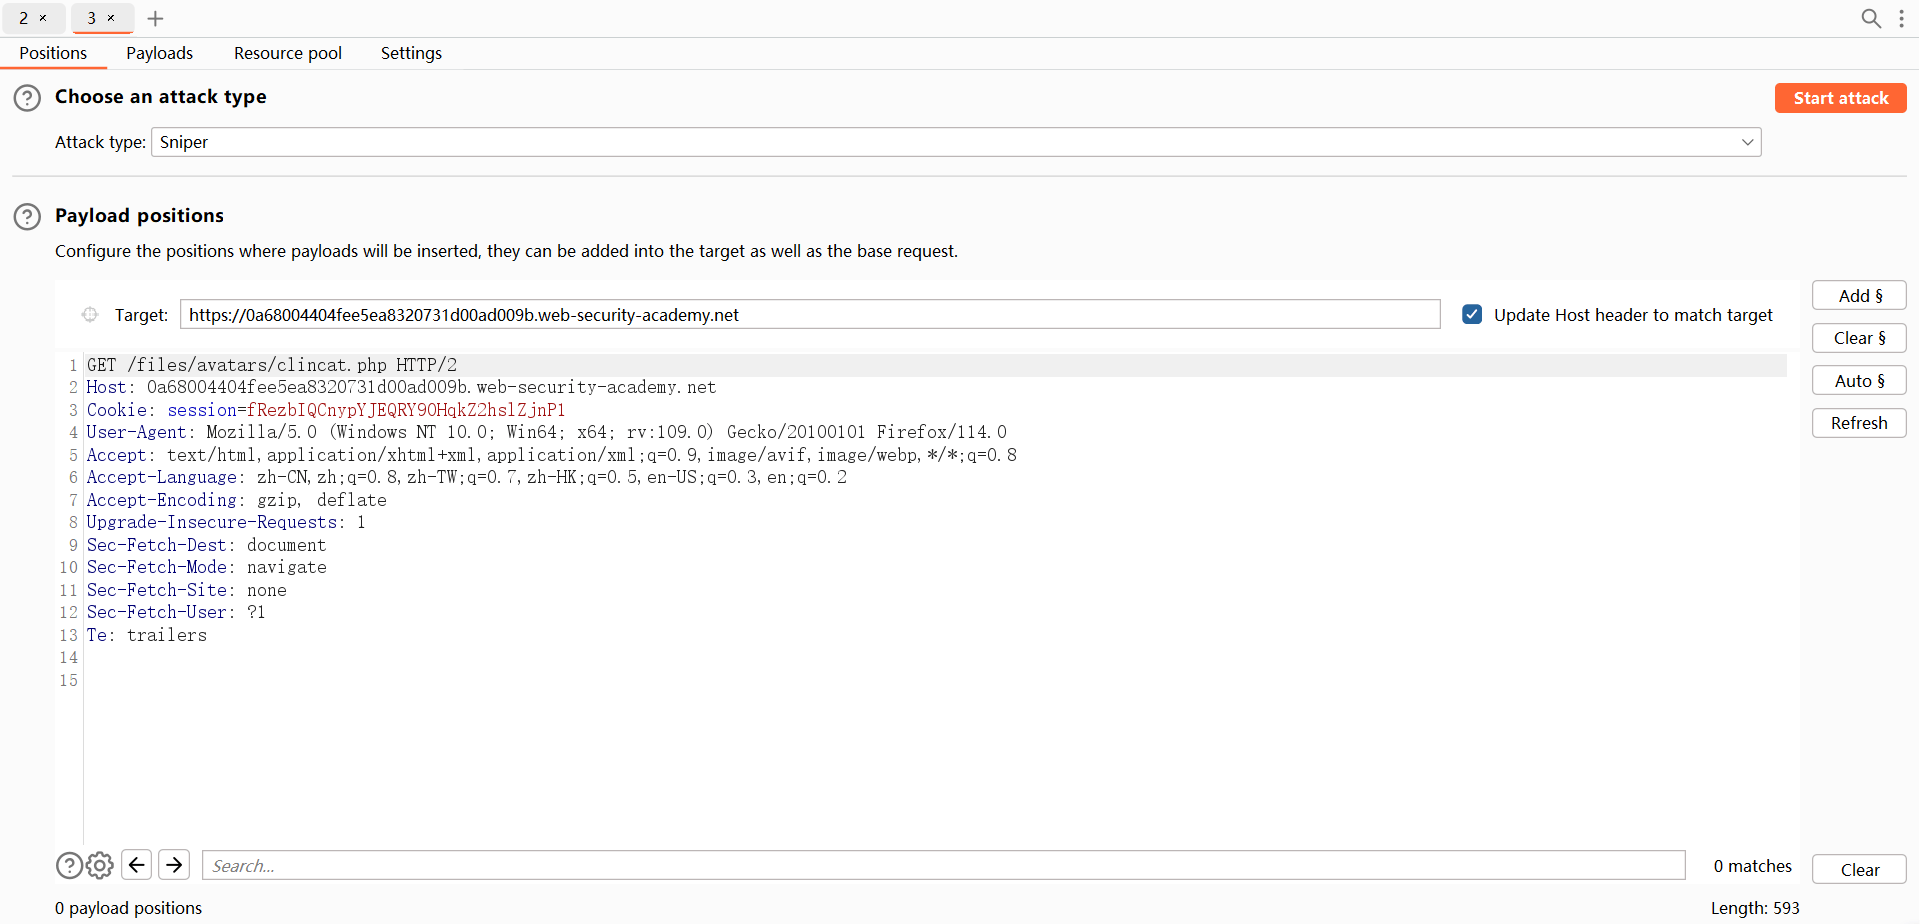 2 ×
3 ×
Positions
Payloads
Resource pool
Settings
Choose an attack type
Start attack
Attack type: Sniper
Payload positions
Configure the positions where payloads will be inserted, they can be added into the target as well as the base request.
Target: https://0a68004404fee5ea8320731d00ad009b.web-security-academy.net
Update Host header to match target
Add §
Clear §
Auto §
Refresh
1 GET /files/avatars/clincat.php HTTP/2
2 Host: 0a68004404fee5ea8320731d00ad009b.web-security-academy.net
3 Cookie: session=fRezbIQCnypYJEQRY90HqkZ2hslZjnP1
4 User-Agent: Mozilla/5.0 (Windows NT 10.0; Win64; x64; rv:109.0) Gecko/20100101 Firefox/114.0
5 Accept: text/html,application/xhtml+xml,application/xml;q=0.9,image/avif,image/webp,*/*;q=0.8
6 Accept-Language: zh-CN,zh;q=0.8,zh-TW;q=0.7,zh-HK;q=0.5,en-US;q=0.3,en;q=0.2
7 Accept-Encoding: gzip, deflate
8 Upgrade-Insecure-Requests: 1
9 Sec-Fetch-Dest: document
10 Sec-Fetch-Mode: navigate
11 Sec-Fetch-Site: none
12 Sec-Fetch-User: ?1
13 Te: trailers
14
15
Search...
0 matches
Clear
0 payload positions
Length: 593